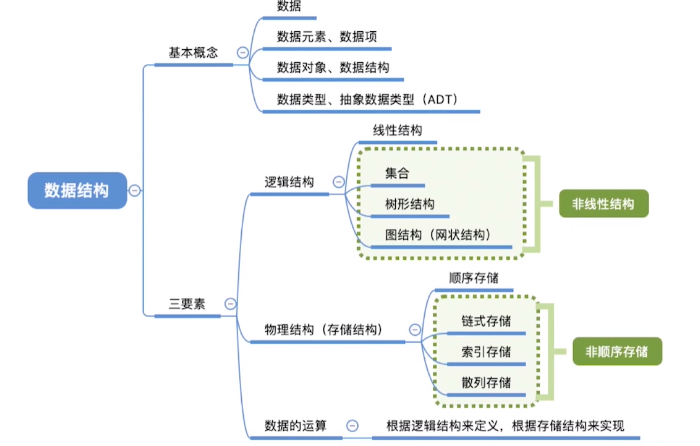 数据
基本概念
数据元素、数据项
数据对象、数据结构
数据类型、抽象数据类型（ADT）
线性结构
集合
逻辑结构
数据结构
树形结构
非线性结构
图结构（网状结构）
顺序存储
三要素
链式存储
物理结构（存储结构）
索引存储
非顺序存储
散列存储
数据的运算
根据逻辑结构来定义，根据存储结构来实现